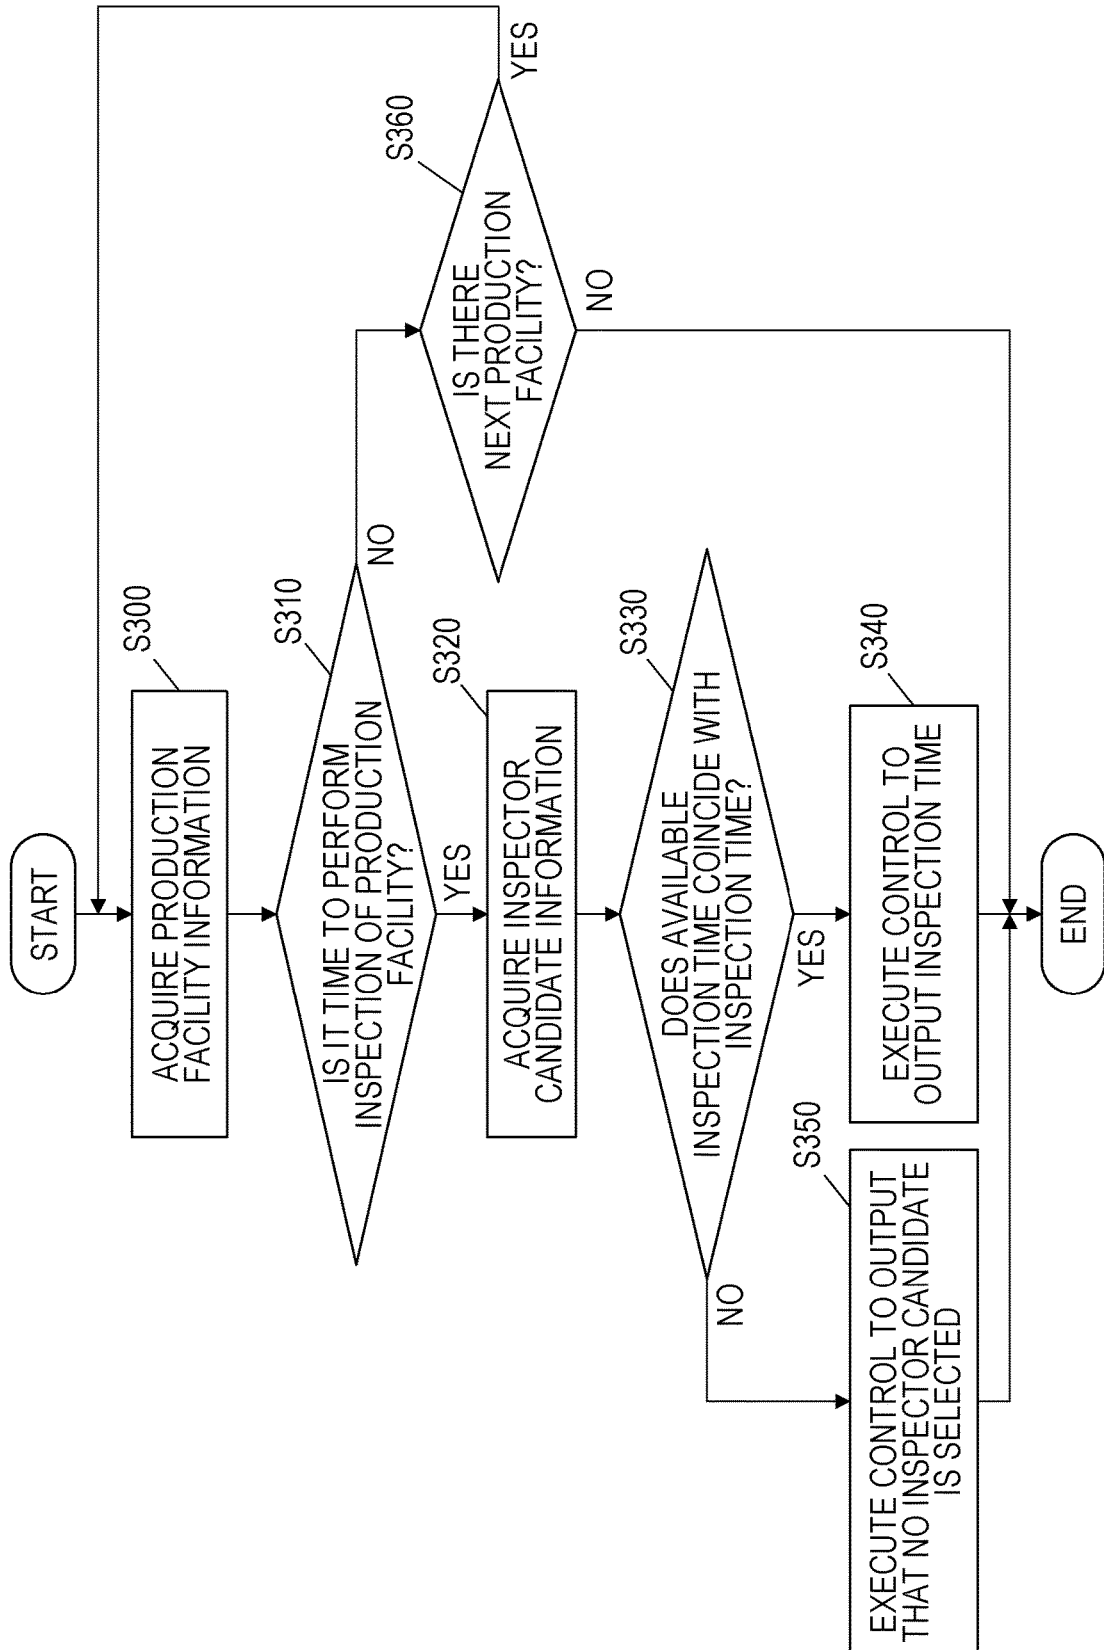 START
S300
ACQUIRE PRODUCTION
FACILITY INFORMATION
S310
IS IT TIME TO PERFORM
INSPECTION OF PRODUCTION
FACILITY?
NO
YES
S360
IS THERE
NEXT PRODUCTION
FACILITY?
YES
NO
S320
ACQUIRE INSPECTOR
CANDIDATE INFORMATION
S330
DOES AVAILABLE
INSPECTION TIME COINCIDE WITH
INSPECTION TIME?
NO
YES
S350
EXECUTE CONTROL TO OUTPUT
THAT NO INSPECTOR CANDIDATE
IS SELECTED
S340
EXECUTE CONTROL TO
OUTPUT INSPECTION TIME
END